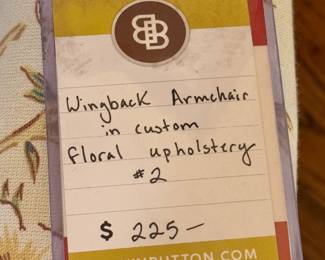 Wingback Armchair
in custom
floral upholstery
#2
$ 225-
BUTTON.COM